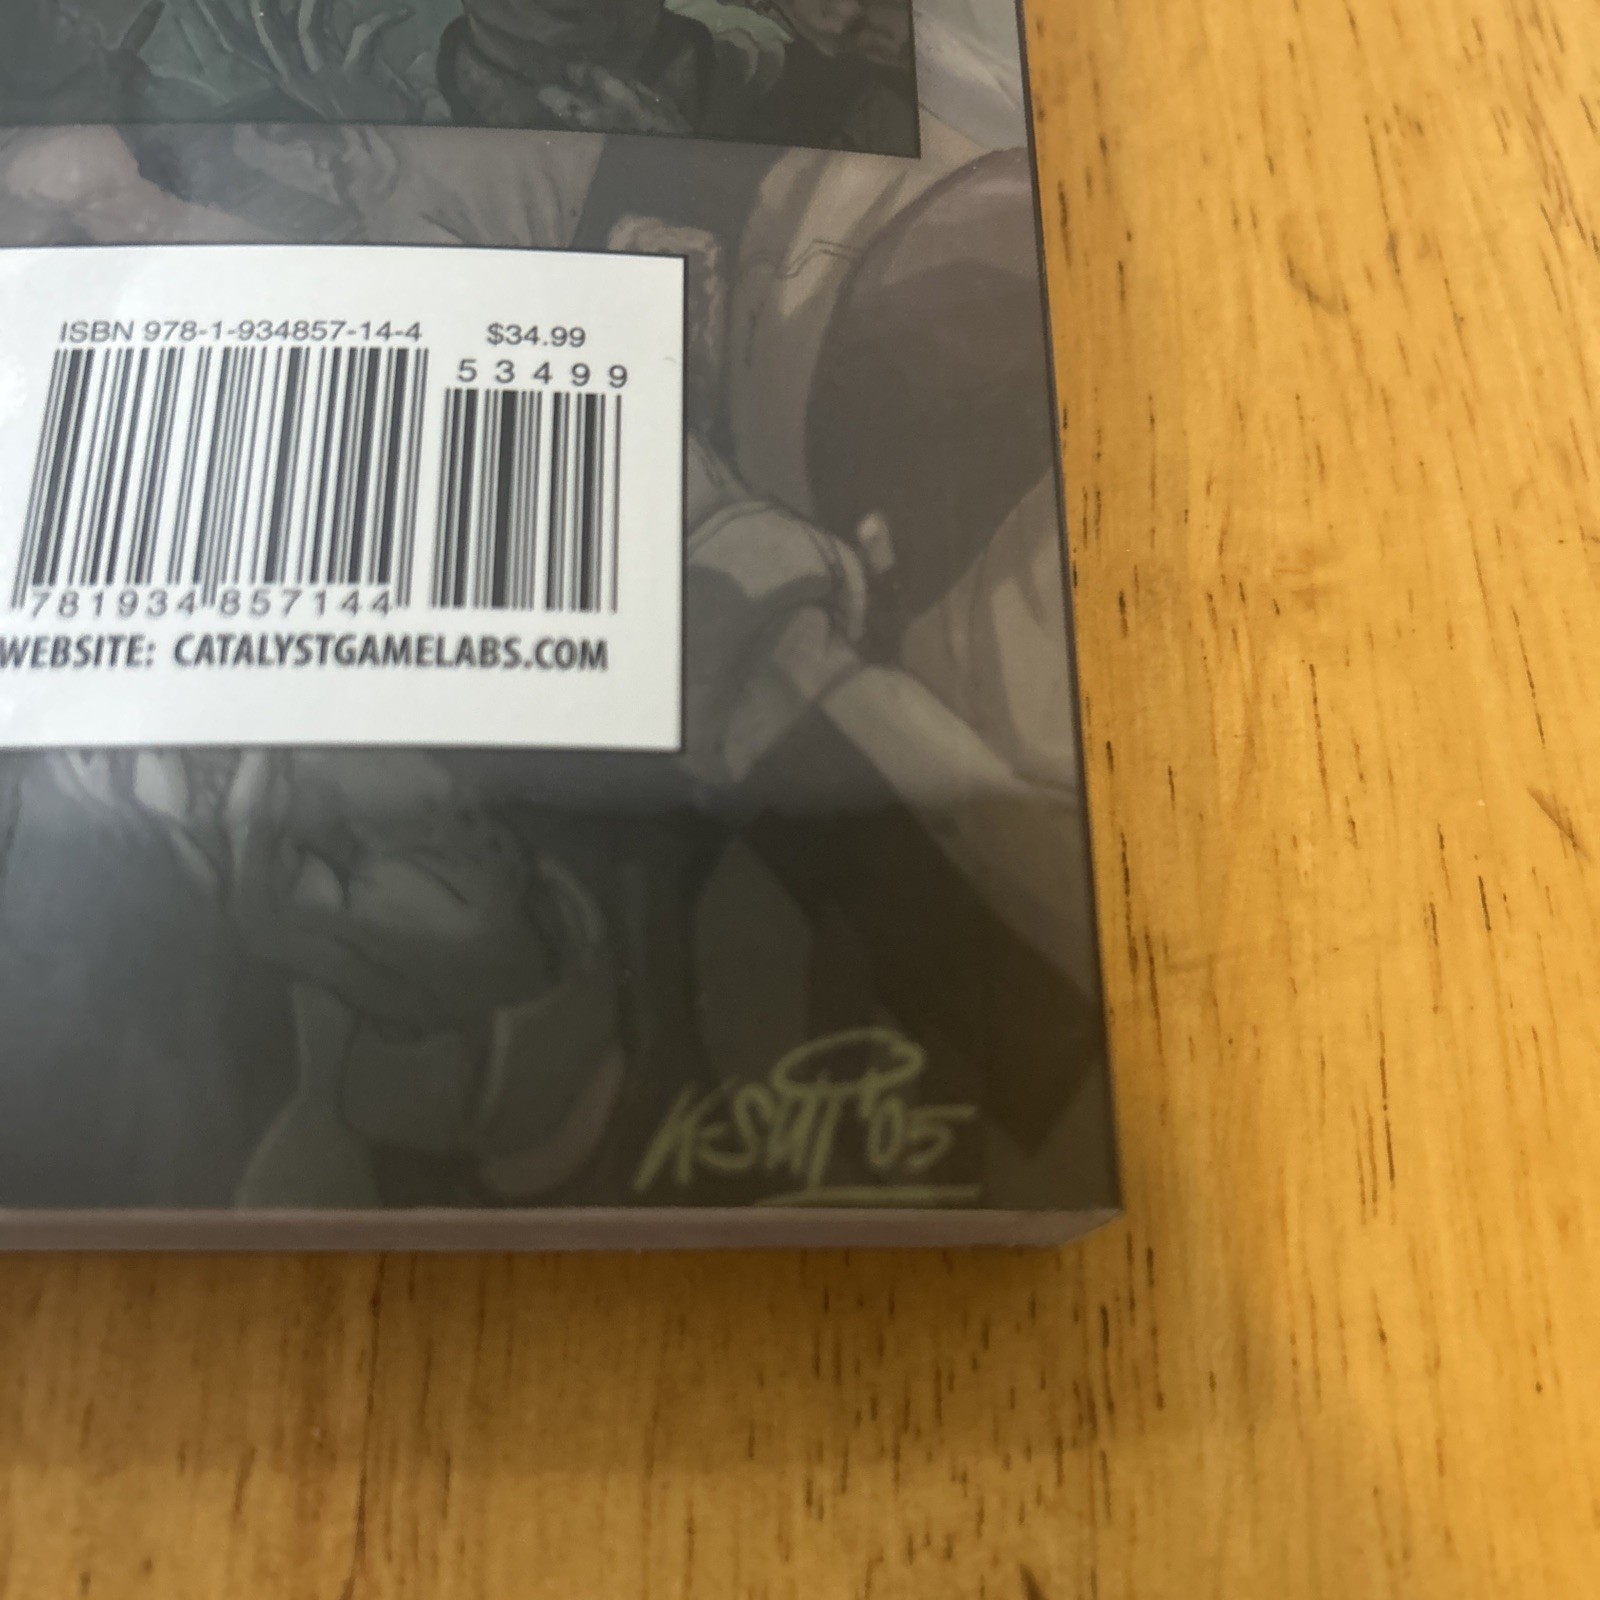 ISBN 978-1-934857-14-4 $34.99
53499
781934 857144
WEBSITE: CATALYSTGAMELABS.COM
'05